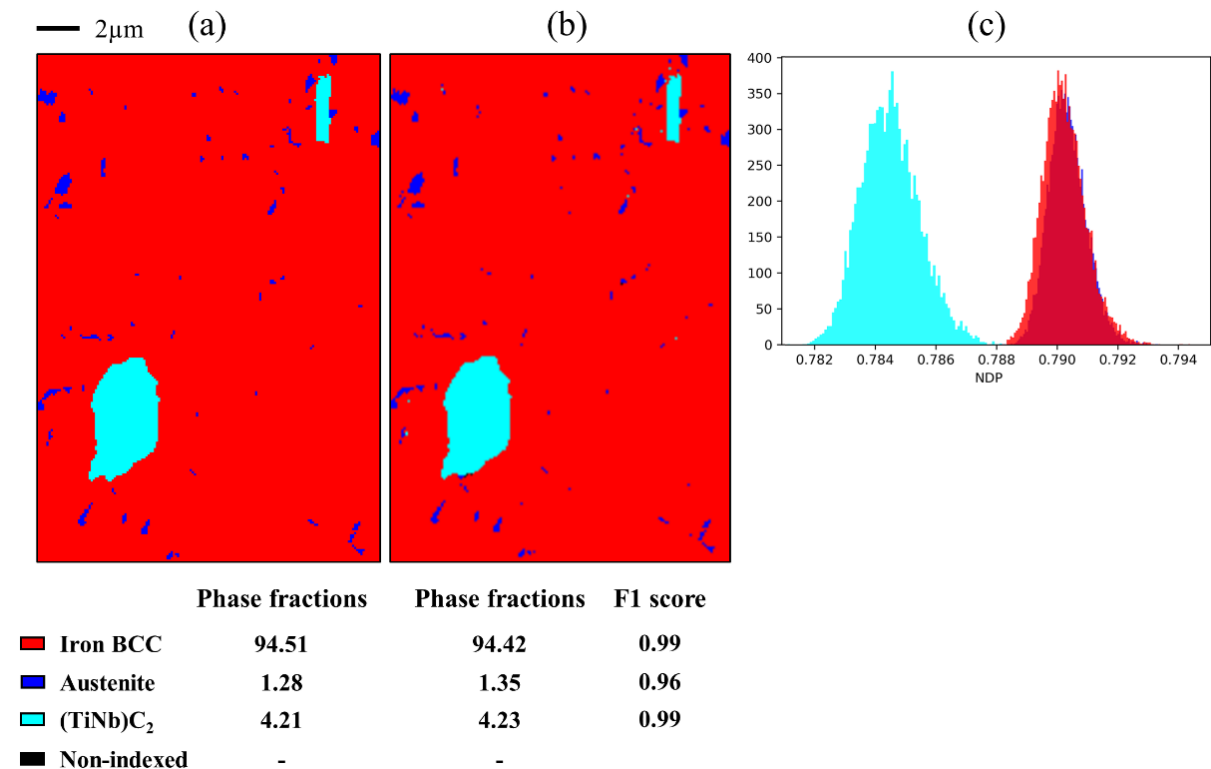 2µm (a) (b) (c)
400
350
300
250
200
150
100
50
0
0.782 0.784 0.786 0.788 0.790 0.792 0.794
NDP
Phase fractions Phase fractions F1 score
Iron BCC 94.51 94.42 0.99
Austenite 1.28 1.35 0.96
(TiNb)C₂ 4.21 4.23 0.99
Non-indexed - -